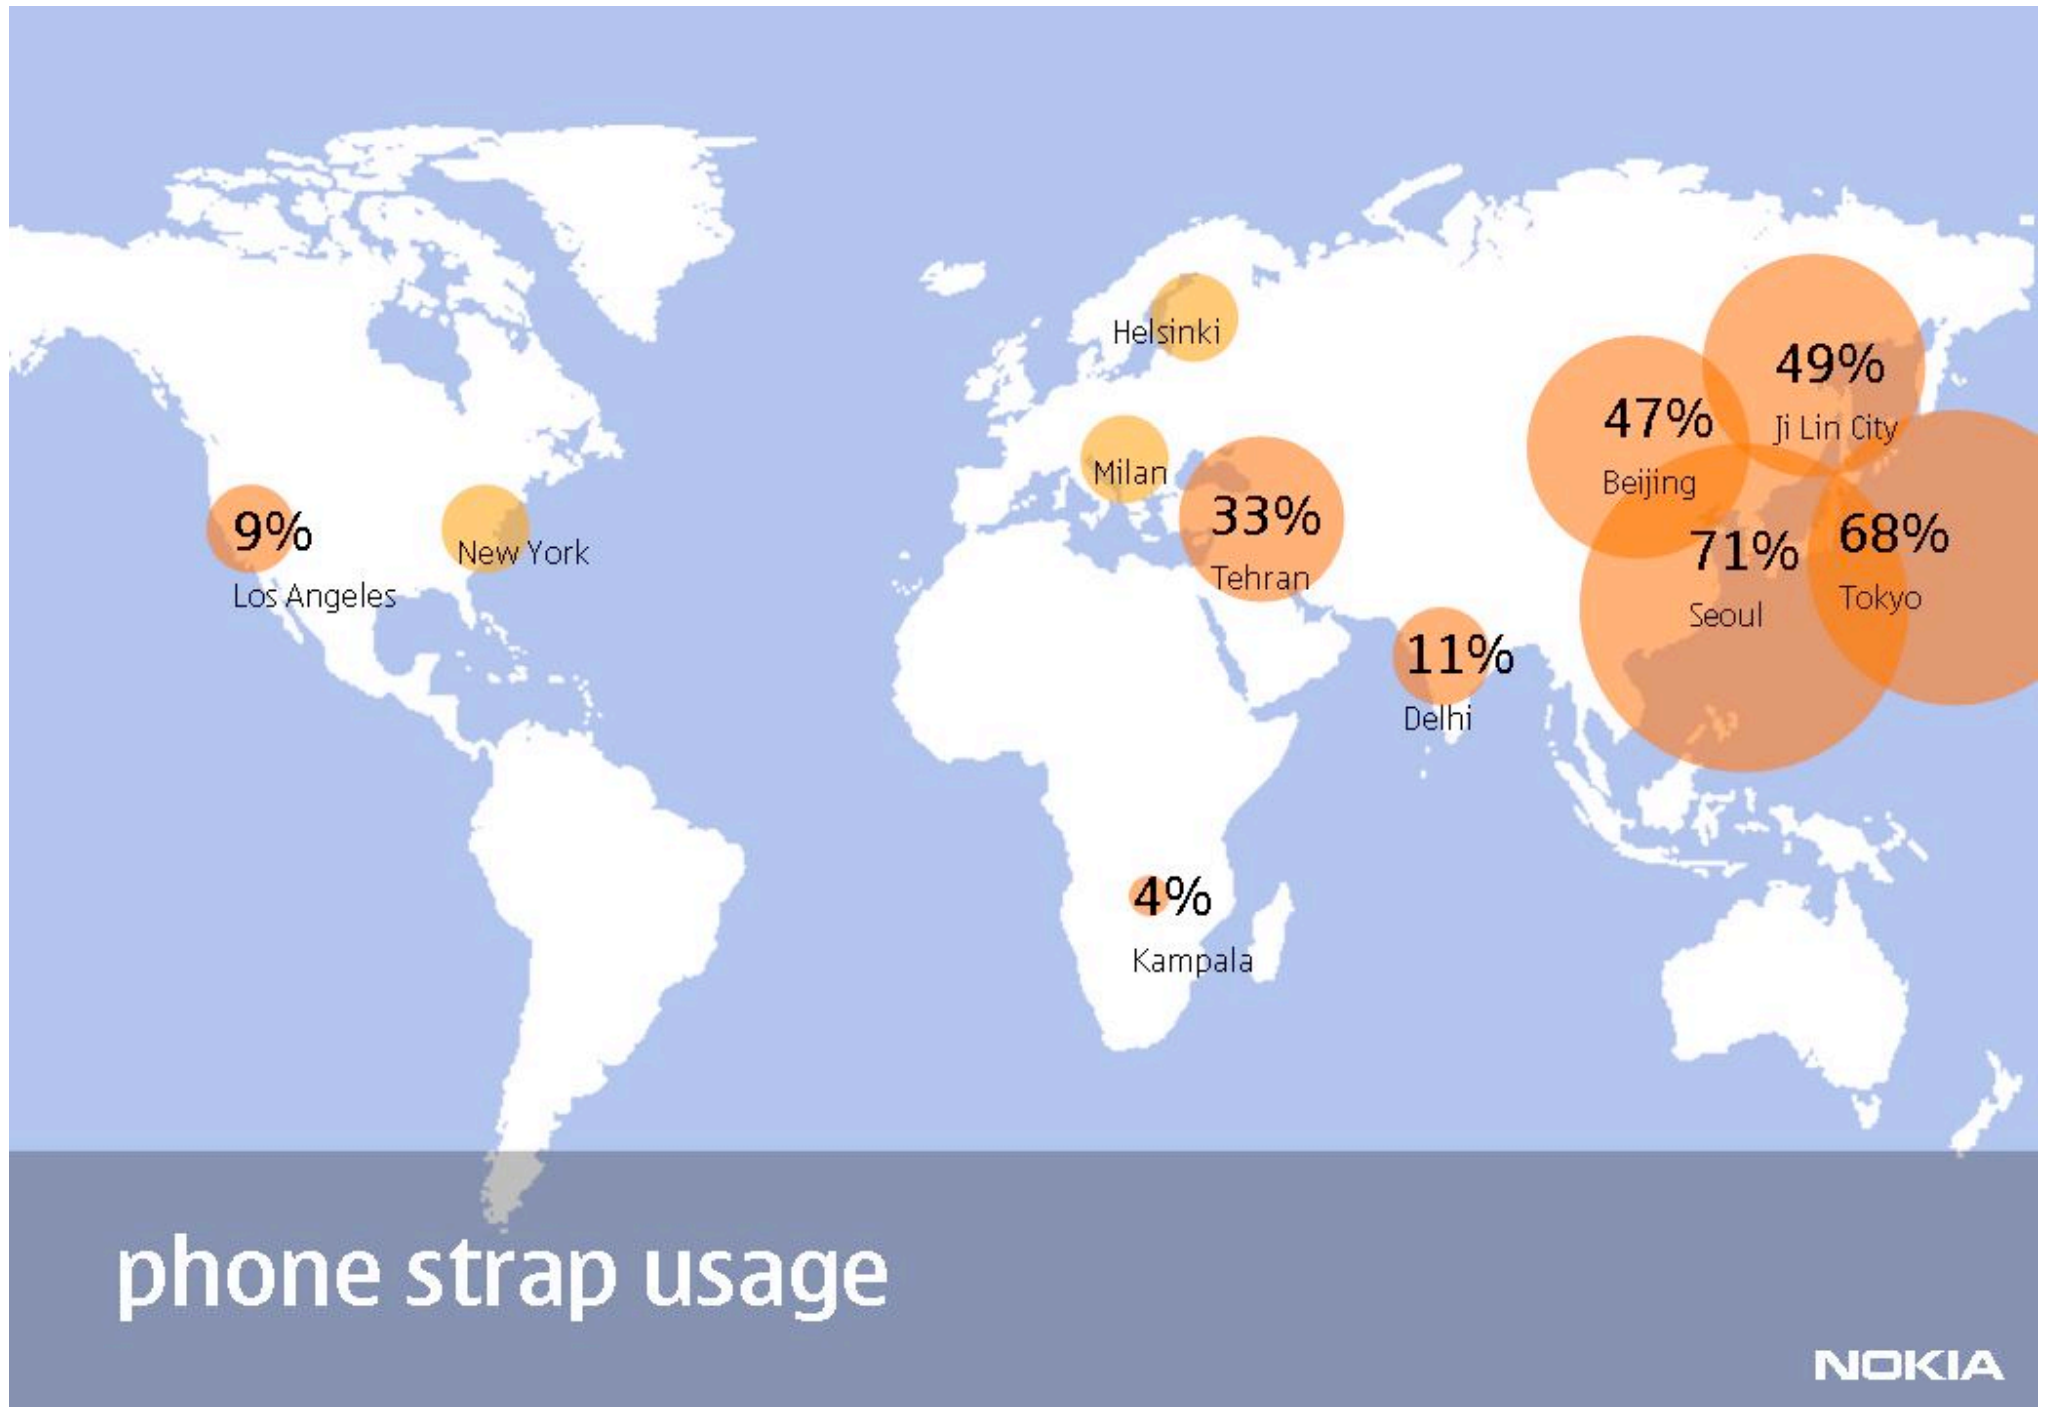 Helsinki
49%
Ji Lin City
47%
Beijing
Milan
33%
Tehran
9%
Los Angeles
New York
71%
Seoul
68%
Tokyo
11%
Delhi
4%
Kampala
phone strap usage
NOKIA